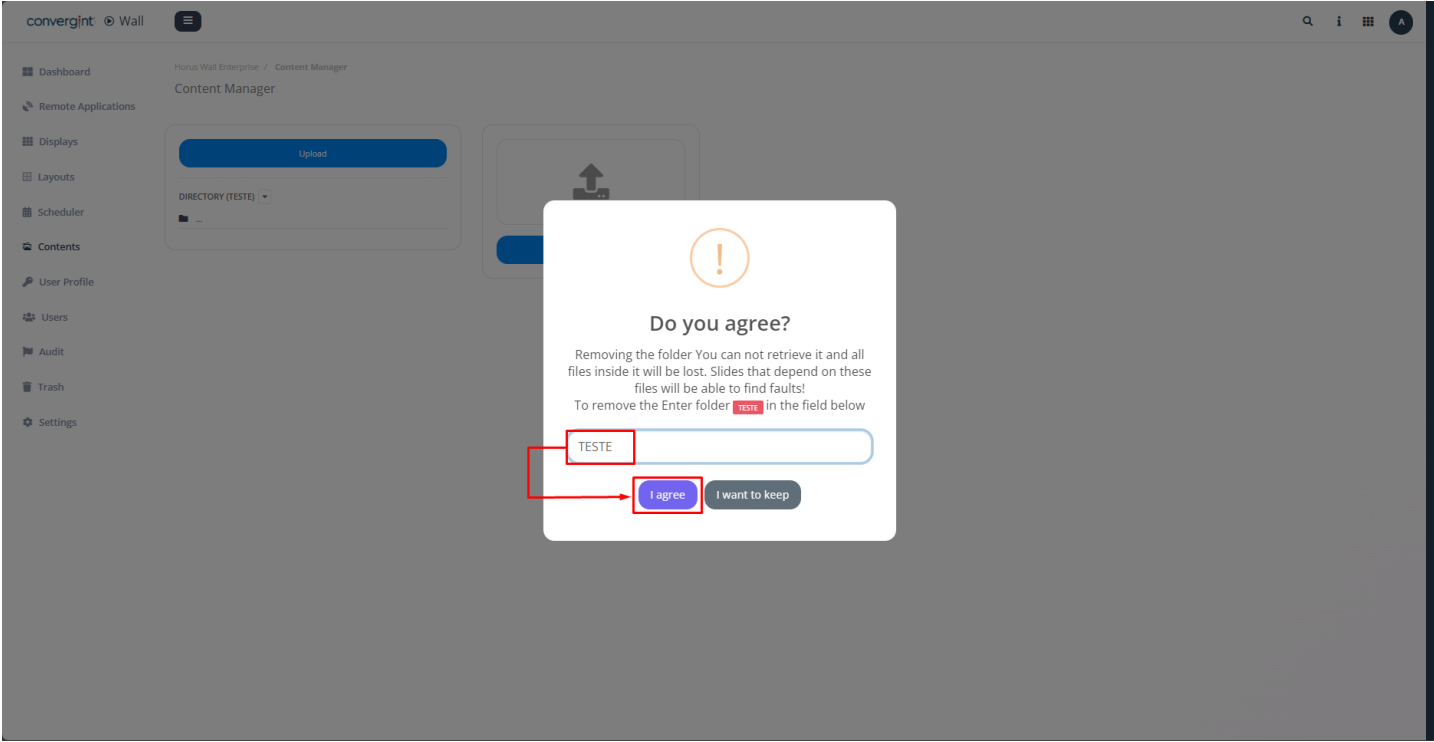 convergint Wall
A
Dashboard
Remote Applications
Displays
Layouts
Scheduler
Contents
User Profile
Users
Audit
Trash
Settings
Horus Wall Enterprise / Content Manager
Content Manager
Upload
DIRECTORY (TESTE)
...
!
Do you agree?
Removing the folder You can not retrieve it and all
files inside it will be lost. Slides that depend on these
files will be able to find faults!
To remove the Enter folder TESTE in the field below
TESTE
I agree
I want to keep